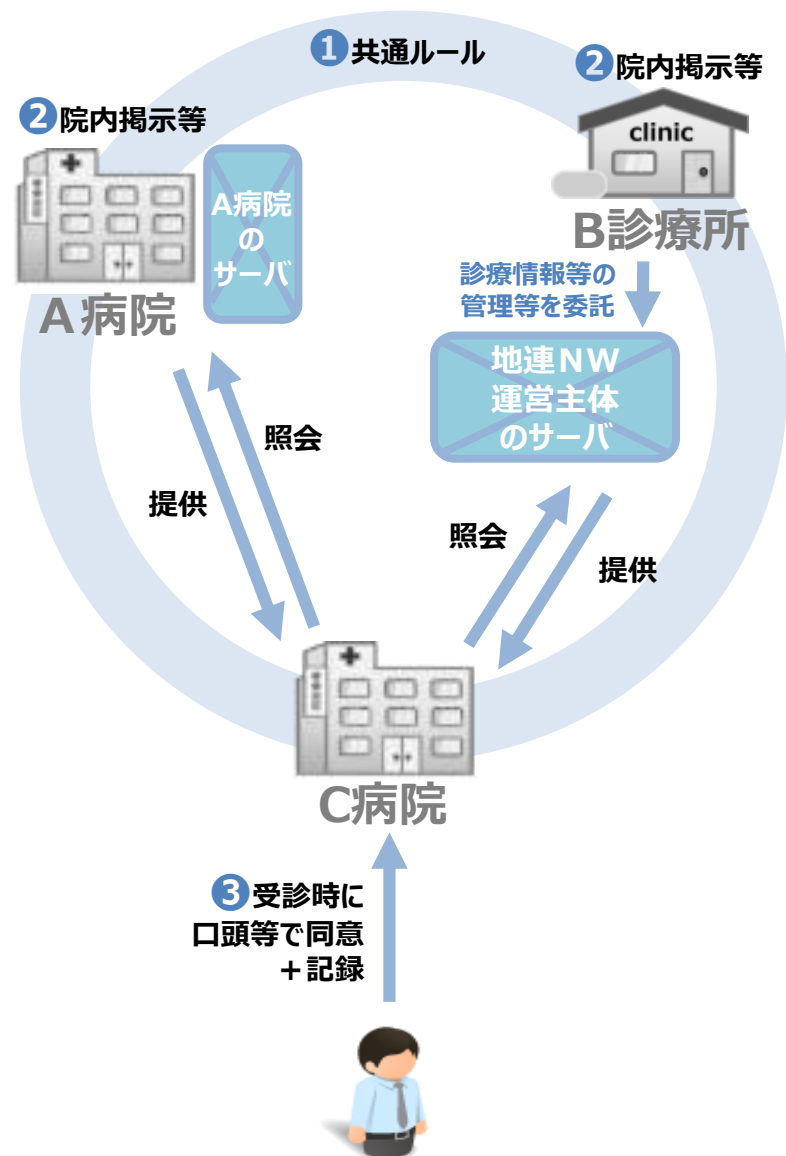 ❶共通ルール
❷院内掲示等
❷院内掲示等
clinic
A病院
の
サーバ
B診療所
A病院
診療情報等の
管理等を委託
地連NW
運営主体
のサーバ
照会
提供
照会
提供
C病院
❸受診時に
口頭等で同意
＋記録